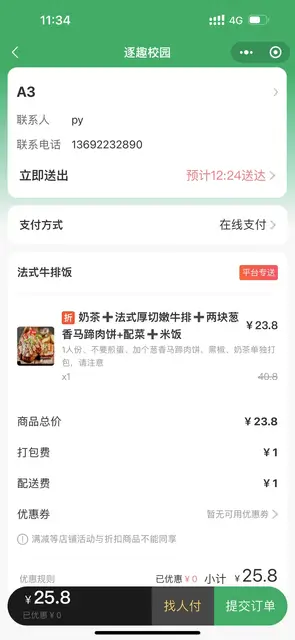 11:34
4G
逐趣校园
A3
联系人 py
联系电话 13692232890
立即送出 预计12:24送达
支付方式 在线支付
法式牛排饭 平台专送
折 奶茶➕法式厚切嫩牛排➕两块葱 ¥23.8
香马蹄肉饼+配菜➕米饭
1人份、不要煎蛋、加个葱香马蹄肉饼、黑椒、奶茶单独打
包，请注意
x1 40.8
商品总价 ¥23.8
打包费 ¥1
配送费 ¥1
优惠券 暂无可用优惠券
满减等店铺活动与折扣商品不能同享
优惠规则 已优惠¥0 小计 ¥25.8
¥25.8
已优惠¥0
找人付
提交订单